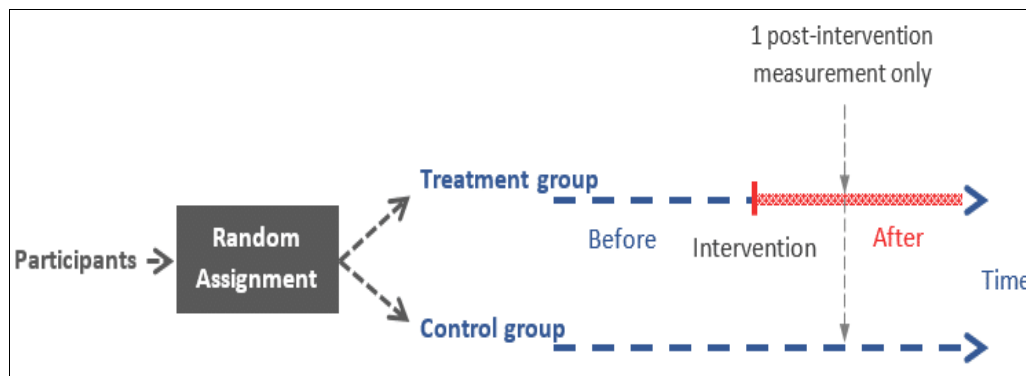 1 post-intervention
measurement only
Treatment group
Before
Intervention
After
Participants
Random
Assignment
Time
Control group